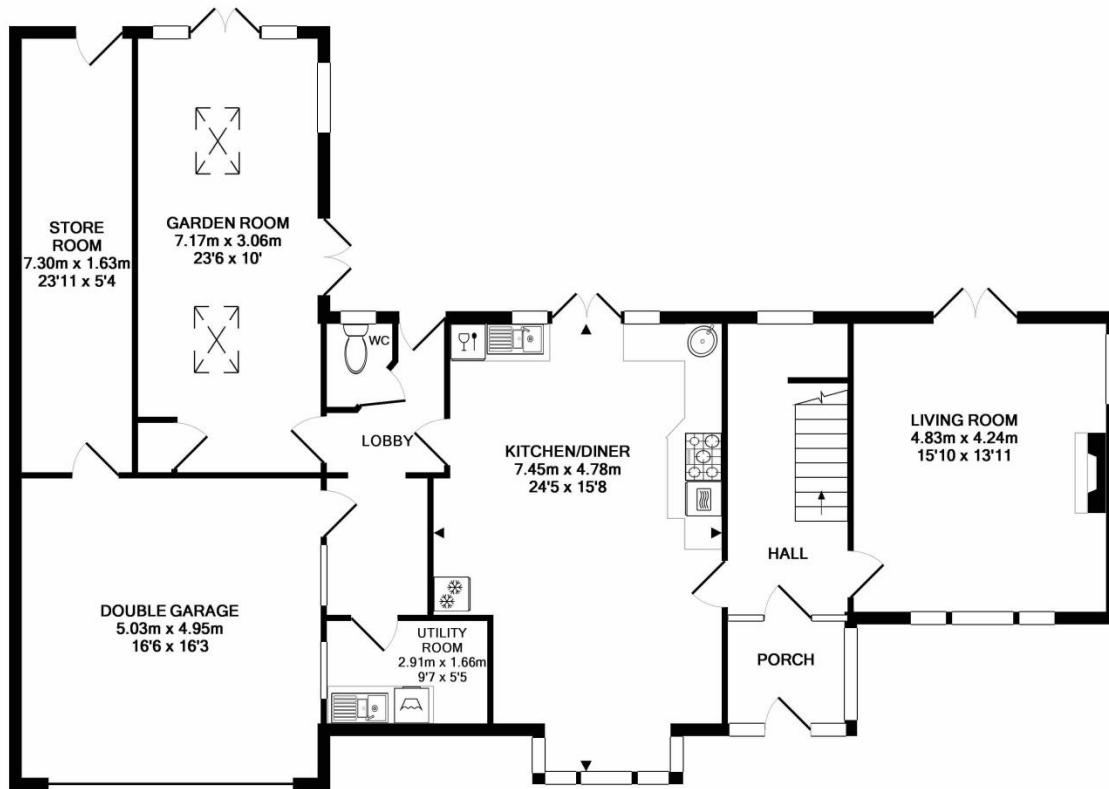 STORE
ROOM
7.30m x 1.63m
23'11 x 5'4
GARDEN ROOM
7.17m x 3.06m
23'6 x 10'
WC
LOBBY
KITCHEN/DINER
7.45m x 4.78m
24'5 x 15'8
LIVING ROOM
4.83m x 4.24m
15'10 x 13'11
HALL
DOUBLE GARAGE
5.03m x 4.95m
16'6 x 16'3
UTILITY
ROOM
2.91m x 1.66m
9'7 x 5'5
PORCH